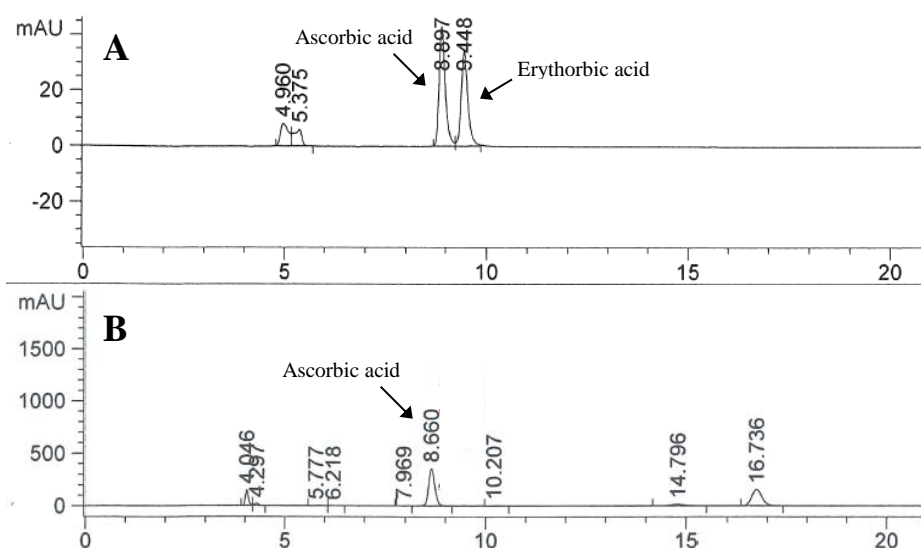 mAU
A
Ascorbic acid
Erythorbic acid
4.960
5.375
8.897
9.448
20
0
-20
0 5 10 15 20
mAU
B
Ascorbic acid
1500
1000
500
0
4.046
4.297
5.777
6.218
7.969
8.660
10.207
14.796
16.736
0 5 10 15 20